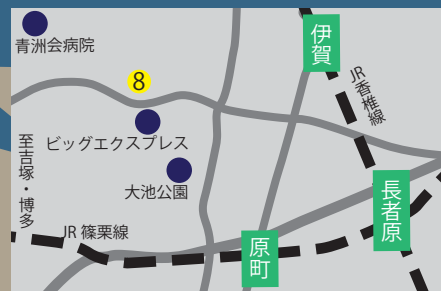 青洲会病院
伊賀
JR香椎線
8
ビッグエクスプレス
大池公園
至吉塚・博多
長者原
JR 篠栗線
原町